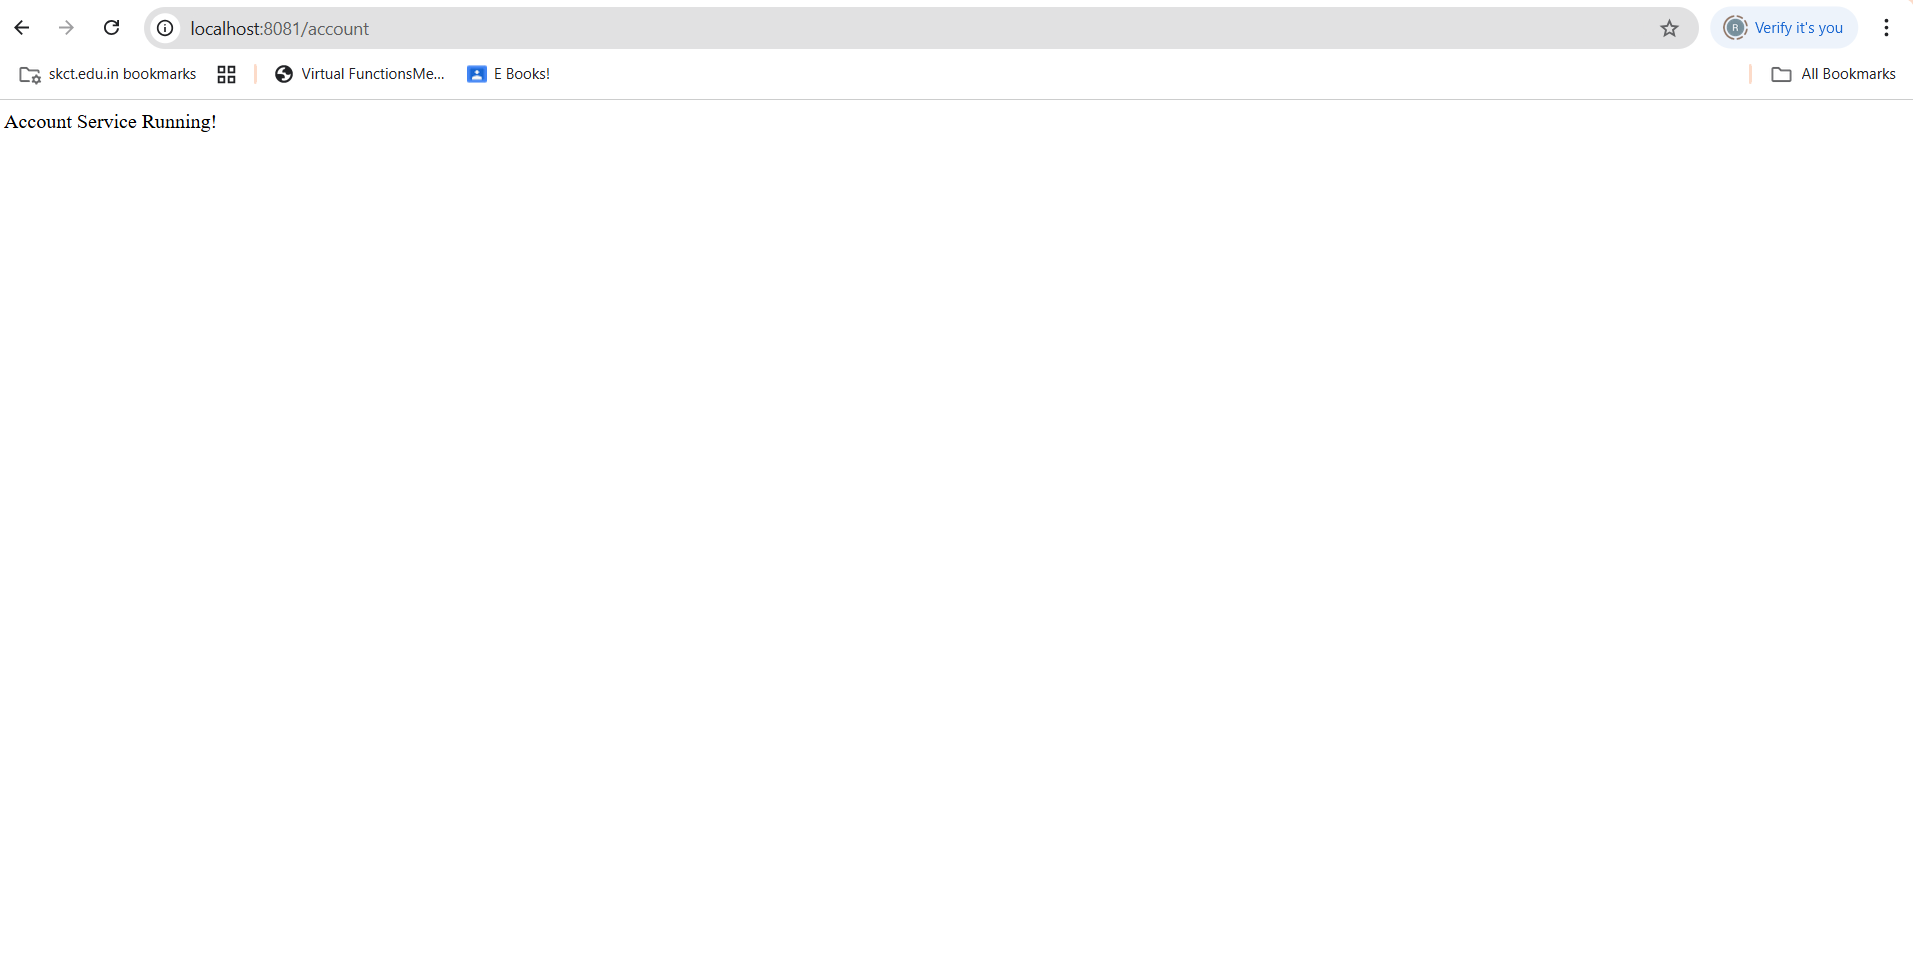 localhost:8081/account
Verify it's you
skct.edu.in bookmarks
Virtual FunctionsMe...
E Books!
All Bookmarks
Account Service Running!